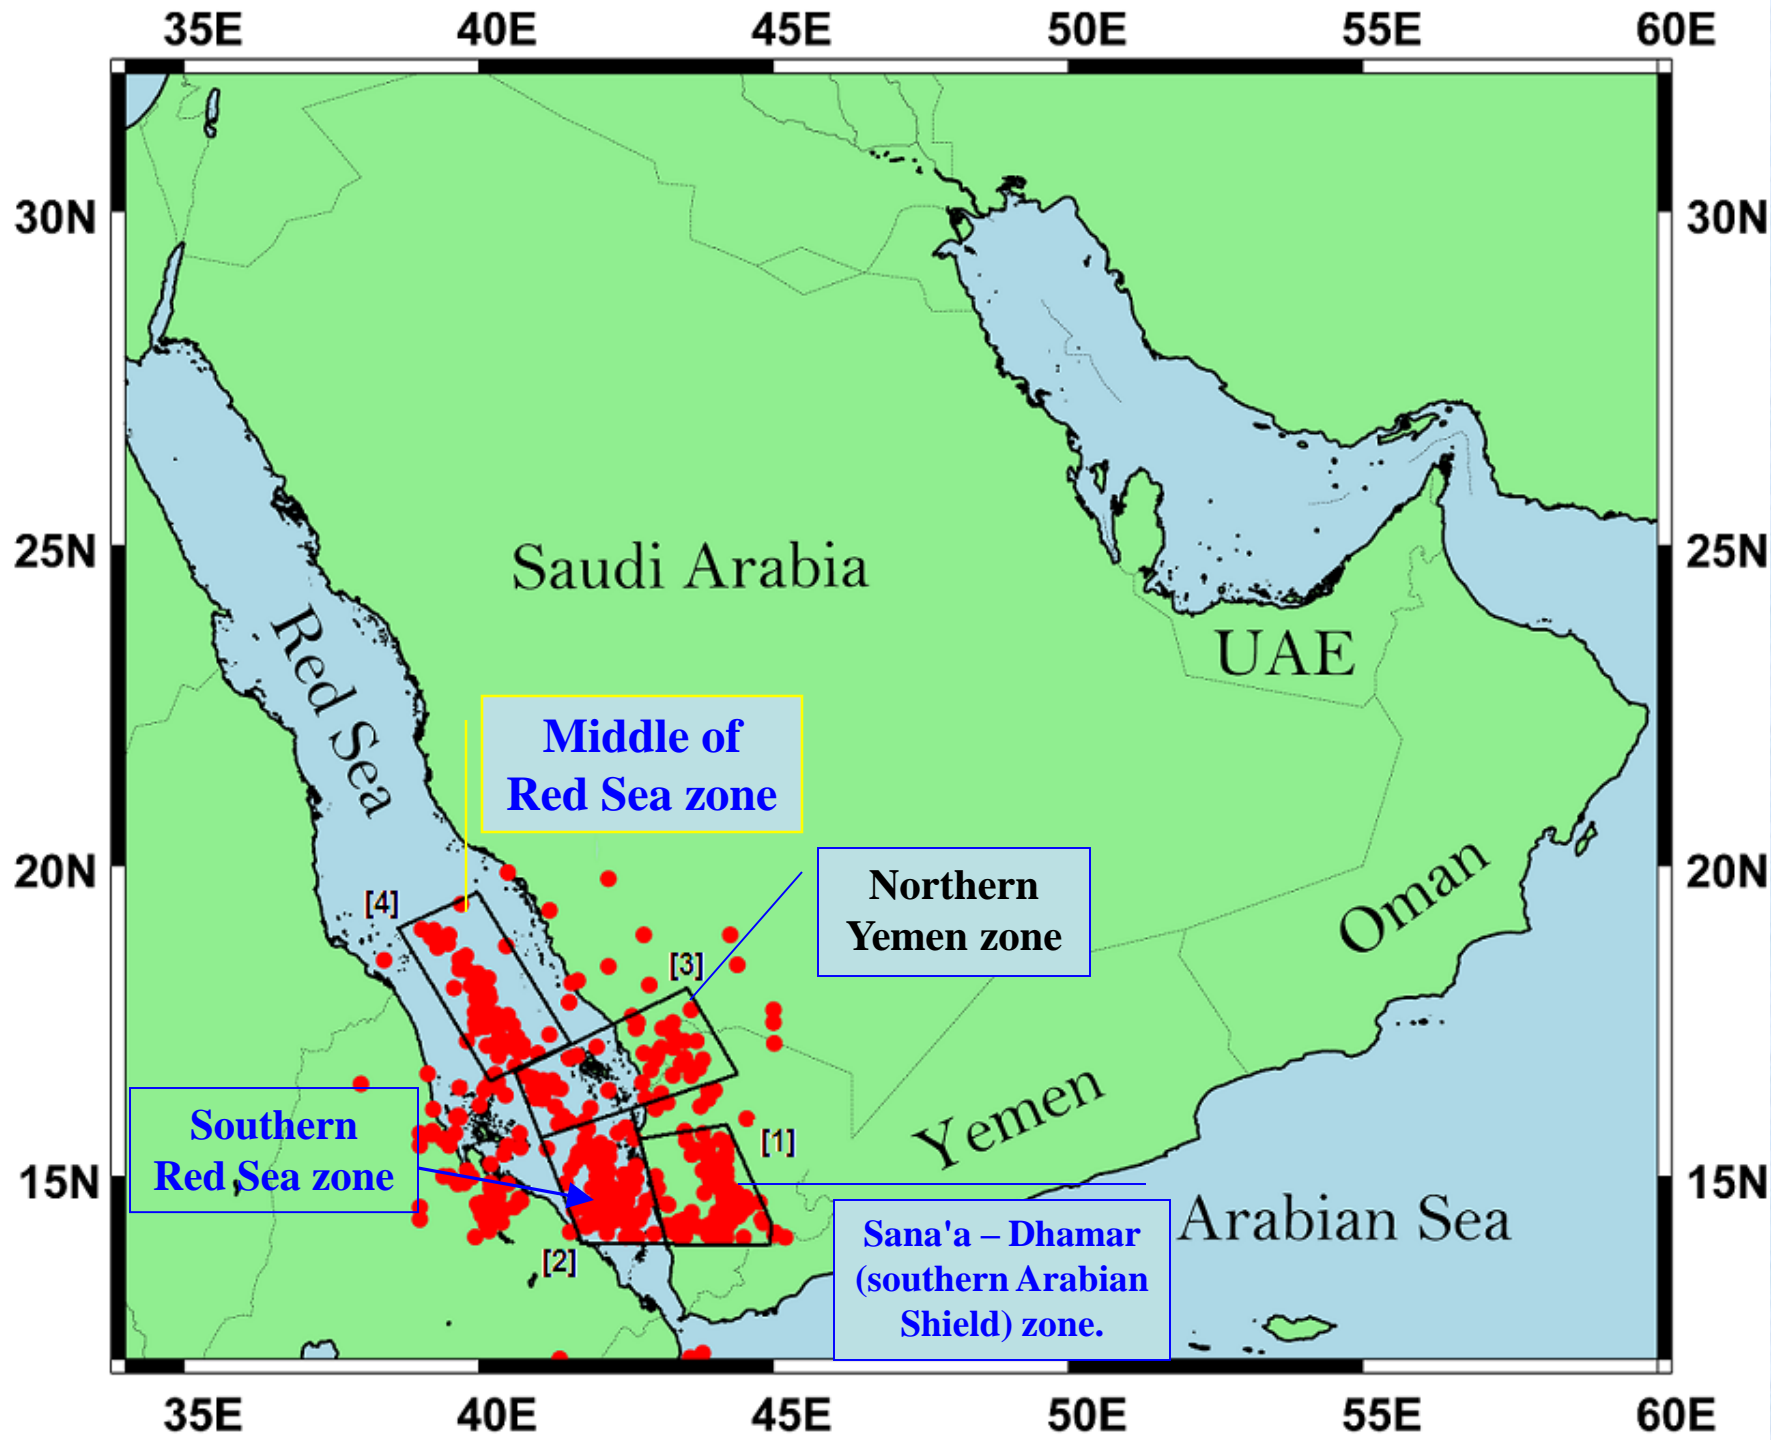 35E 40E 45E 50E 55E 60E
30N 30N
25N 25N
Saudi Arabia
UAE
Red Sea
Middle of
Red Sea zone
20N 20N
Northern
Yemen zone
Oman
[4]
[3]
Yemen
Southern
Red Sea zone
[1]
15N 15N
Arabian Sea
Sana'a – Dhamar
(southern Arabian
Shield) zone.
[2]
35E 40E 45E 50E 55E 60E